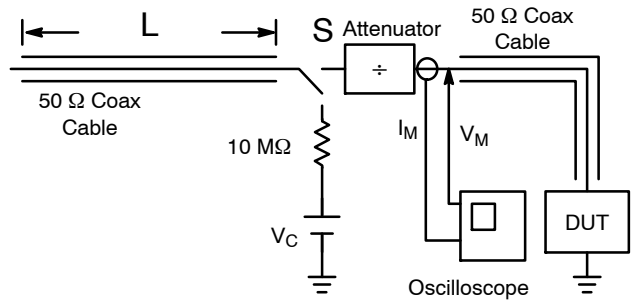 L
S
Attenuator
÷
50 Ω Coax
Cable
50 Ω Coax
Cable
10 MΩ
I_M
V_M
V_C
DUT
Oscilloscope